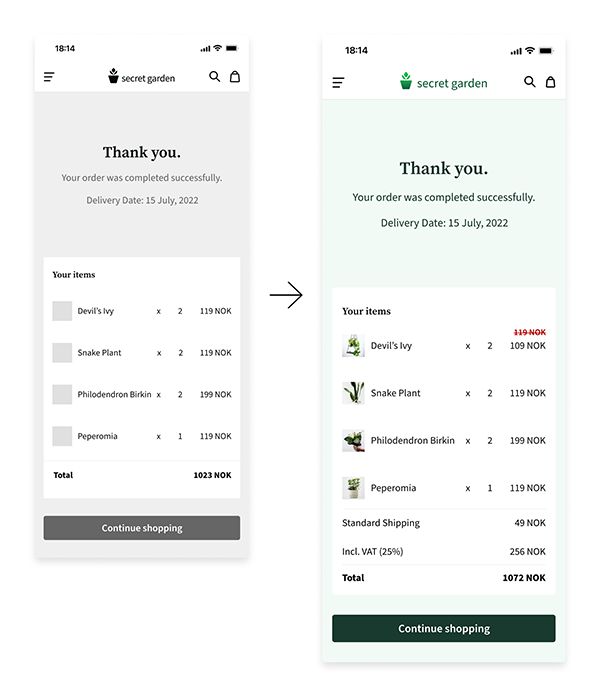 18:14
secret garden
Thank you.
Your order was completed successfully.
Delivery Date: 15 July, 2022
Your items
Devil's Ivy x 2 119 NOK
Snake Plant x 2 119 NOK
Philodendron Birkin x 2 199 NOK
Peperomia x 1 119 NOK
Total 1023 NOK
Continue shopping
18:14
secret garden
Thank you.
Your order was completed successfully.
Delivery Date: 15 July, 2022
Your items
119 NOK
Devil's Ivy x 2 109 NOK
Snake Plant x 2 119 NOK
Philodendron Birkin x 2 199 NOK
Peperomia x 1 119 NOK
Standard Shipping 49 NOK
Incl. VAT (25%) 256 NOK
Total 1072 NOK
Continue shopping